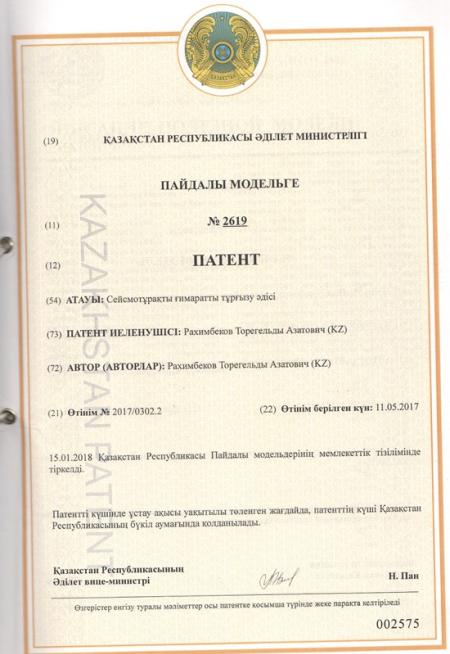 ҚАЗАҚСТАН
(19) ҚАЗАҚСТАН РЕСПУБЛИКАСЫ ӘДІЛЕТ МИНИСТРЛІГІ
ПАЙДАЛЫ МОДЕЛЬГЕ
(11) № 2619
(12) ПАТЕНТ
(54) АТАУЫ: Сейсмотұрақты ғимаратты тұрғызу әдісі
(73) ПАТЕНТ ИЕЛЕНУШІСІ: Рахимбеков Торегельды Азатович (KZ)
(72) АВТОР (АВТОРЛАР): Рахимбеков Торегельды Азатович (KZ)
(21) Өтінім № 2017/0302.2 (22) Өтінім берілген күн: 11.05.2017
15.01.2018 Қазақстан Республикасы Пайдалы модельдерінің мемлекеттік тізілімінде
тіркелді.
Патентті күшінде ұстау ақысы уақытылы төленген жағдайда, патенттің күші Қазақстан
Республикасының бүкіл аумағында қолданылады.
Қазақстан Республикасының
Әділет вице-министрі Н. Пан
Өзгерістер енгізу туралы мәліметтер осы патентке қосымша түрінде жеке парақта келтіріледі
002575
KAZAKHSTAN PATENT